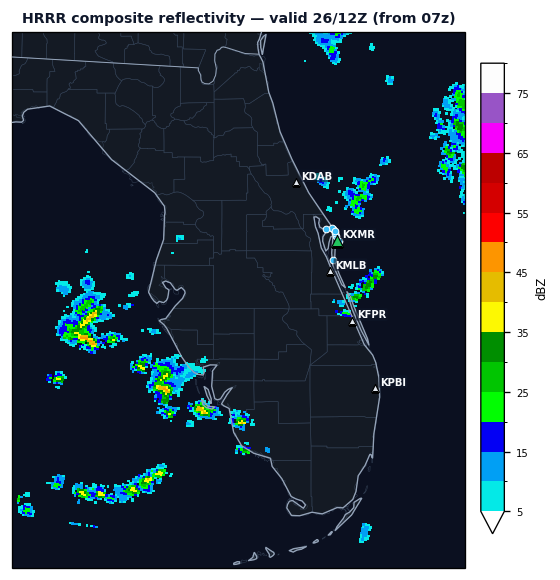 HRRR composite reflectivity — valid 26/12Z (from 07z)
KDAB
KXMR
KMLB
KFPR
KPBI
75
65
55
45
35
25
15
5
dBZ